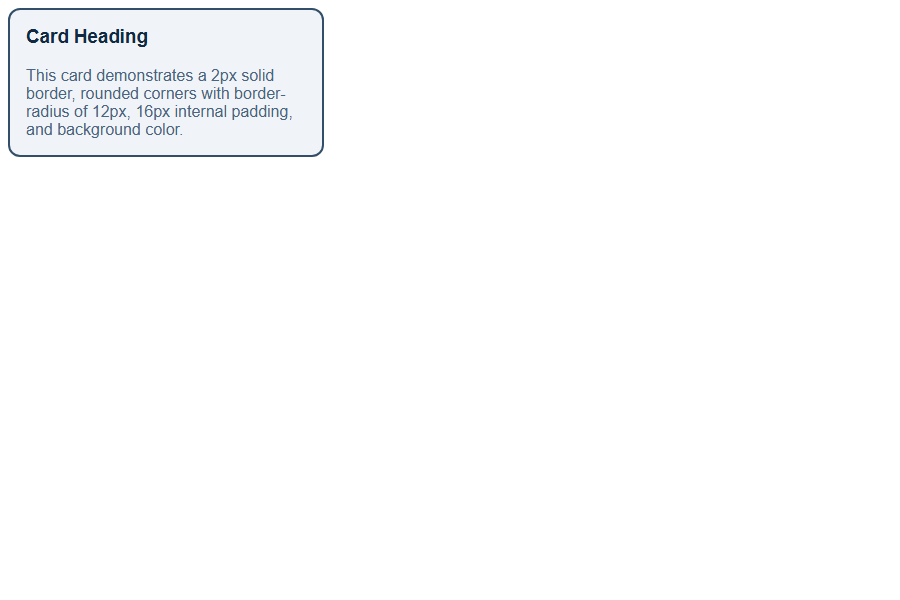 Card Heading
This card demonstrates a 2px solid
border, rounded corners with border-
radius of 12px, 16px internal padding,
and background color.